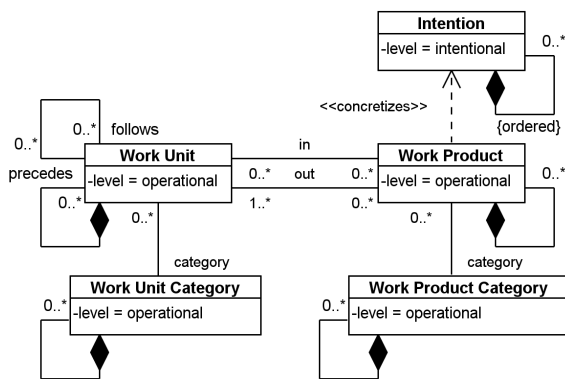 Intention
-level = intentional
0..*
<<concretizes>>
{ordered}
0..*
follows
0..*
precedes
Work Unit
-level = operational
0..*
in
0..*
out
0..*
1..*
0..*
Work Product
-level = operational
0..*
0..*
0..*
category
0..*
category
Work Unit Category
-level = operational
0..*
Work Product Category
-level = operational
0..*